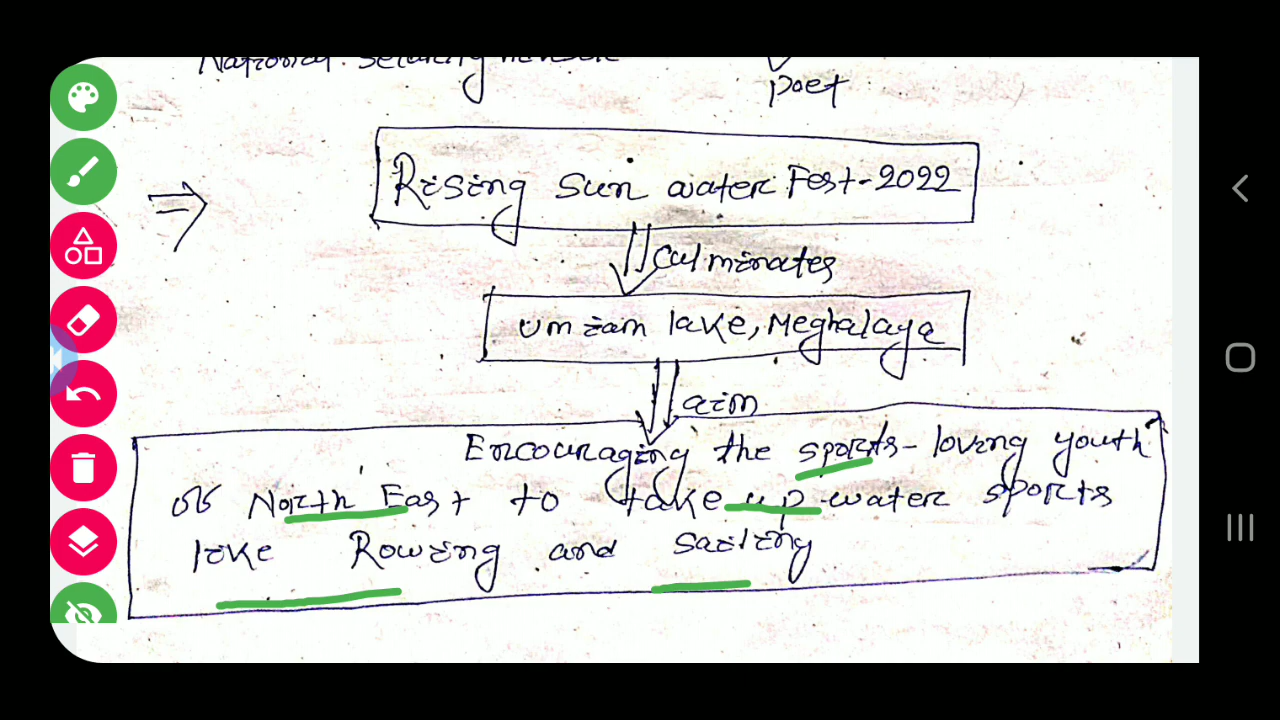 National
poet
Rising Sun water Fest-2022
Culminates
Umiam lake, Meghalaya
aim
Encouraging the sports-loving youth
of North East to take up water sports
like Rowing and sailing